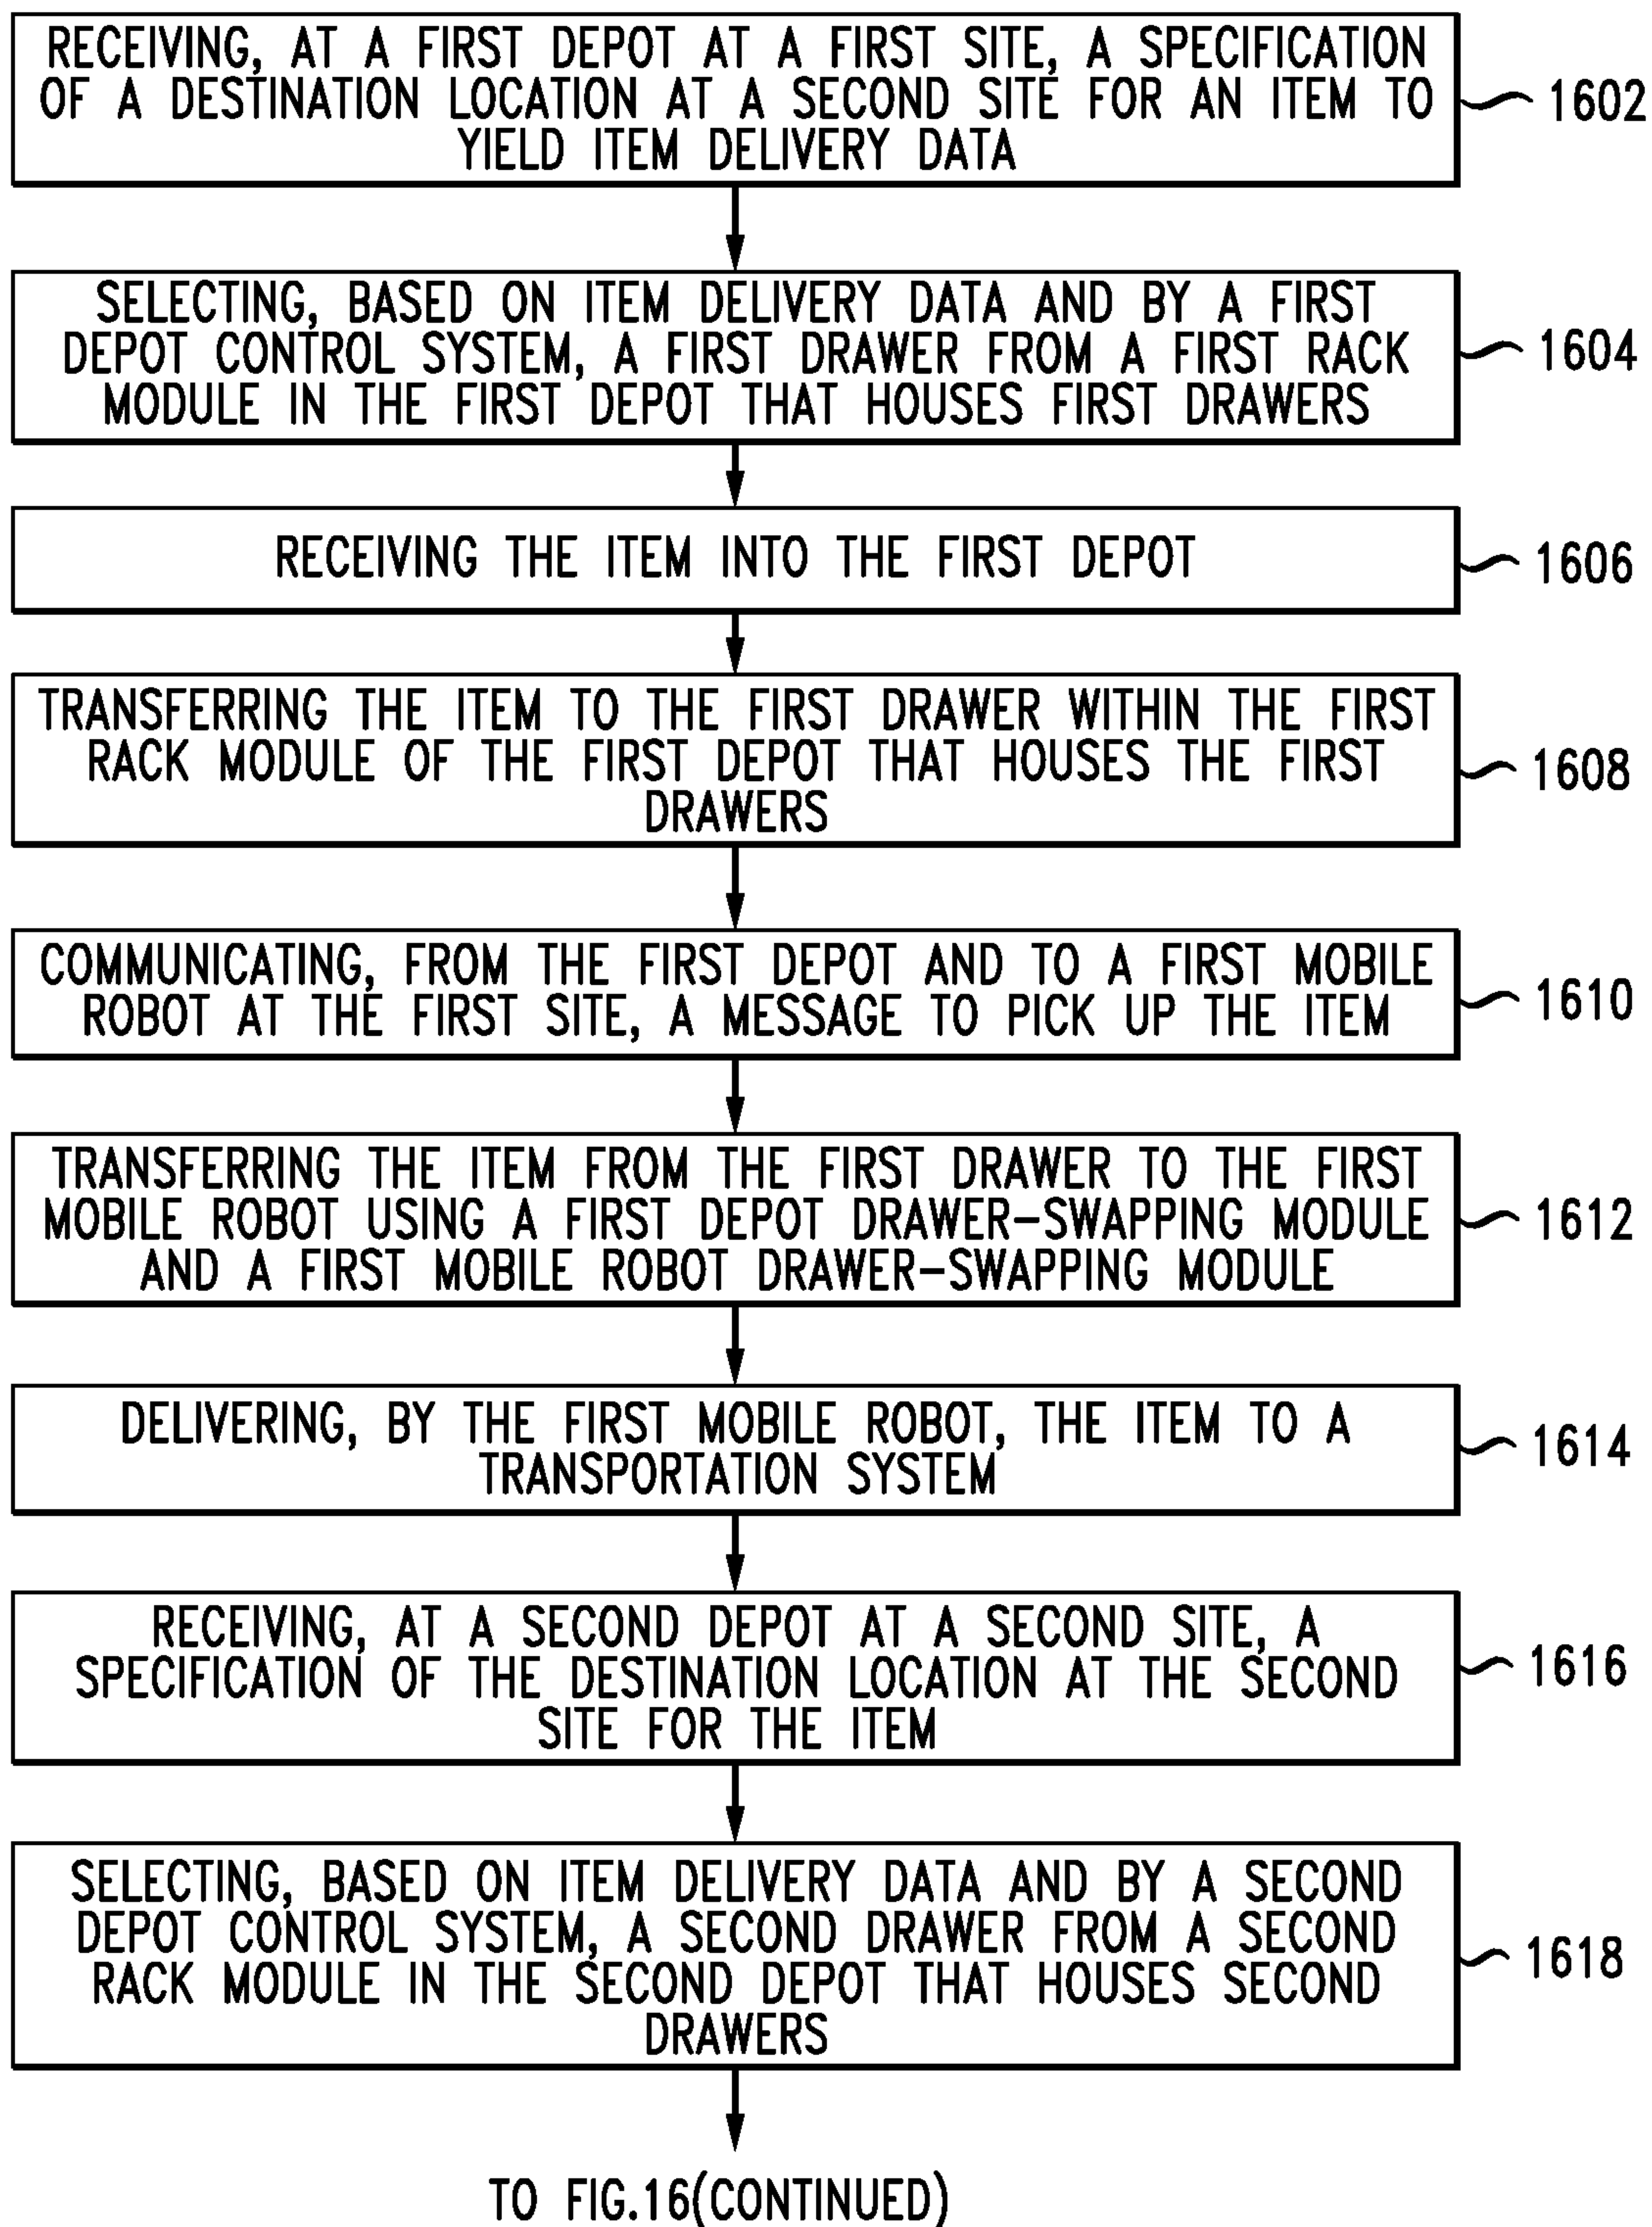 RECEIVING, AT A FIRST DEPOT AT A FIRST SITE, A SPECIFICATION
OF A DESTINATION LOCATION AT A SECOND SITE FOR AN ITEM TO
YIELD ITEM DELIVERY DATA
1602
SELECTING, BASED ON ITEM DELIVERY DATA AND BY A FIRST
DEPOT CONTROL SYSTEM, A FIRST DRAWER FROM A FIRST RACK
MODULE IN THE FIRST DEPOT THAT HOUSES FIRST DRAWERS
1604
RECEIVING THE ITEM INTO THE FIRST DEPOT
1606
TRANSFERRING THE ITEM TO THE FIRST DRAWER WITHIN THE FIRST
RACK MODULE OF THE FIRST DEPOT THAT HOUSES THE FIRST
DRAWERS
1608
COMMUNICATING, FROM THE FIRST DEPOT AND TO A FIRST MOBILE
ROBOT AT THE FIRST SITE, A MESSAGE TO PICK UP THE ITEM
1610
TRANSFERRING THE ITEM FROM THE FIRST DRAWER TO THE FIRST
MOBILE ROBOT USING A FIRST DEPOT DRAWER-SWAPPING MODULE
AND A FIRST MOBILE ROBOT DRAWER-SWAPPING MODULE
1612
DELIVERING, BY THE FIRST MOBILE ROBOT, THE ITEM TO A
TRANSPORTATION SYSTEM
1614
RECEIVING, AT A SECOND DEPOT AT A SECOND SITE, A
SPECIFICATION OF THE DESTINATION LOCATION AT THE SECOND
SITE FOR THE ITEM
1616
SELECTING, BASED ON ITEM DELIVERY DATA AND BY A SECOND
DEPOT CONTROL SYSTEM, A SECOND DRAWER FROM A SECOND
RACK MODULE IN THE SECOND DEPOT THAT HOUSES SECOND
DRAWERS
1618
TO FIG.16(CONTINUED)